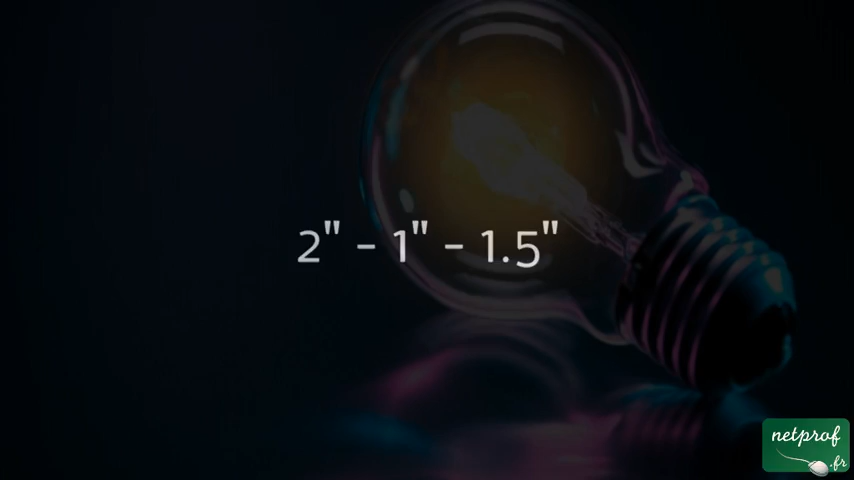 2" - 1" - 1.5"
netprof
.fr